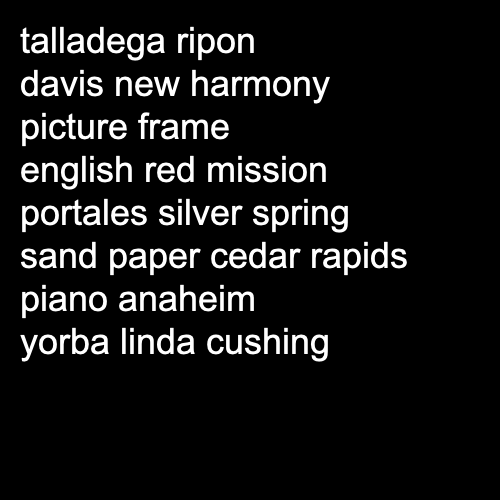 talladega ripon
davis new harmony
picture frame
english red mission
portales silver spring
sand paper cedar rapids
piano anaheim
yorba linda cushing